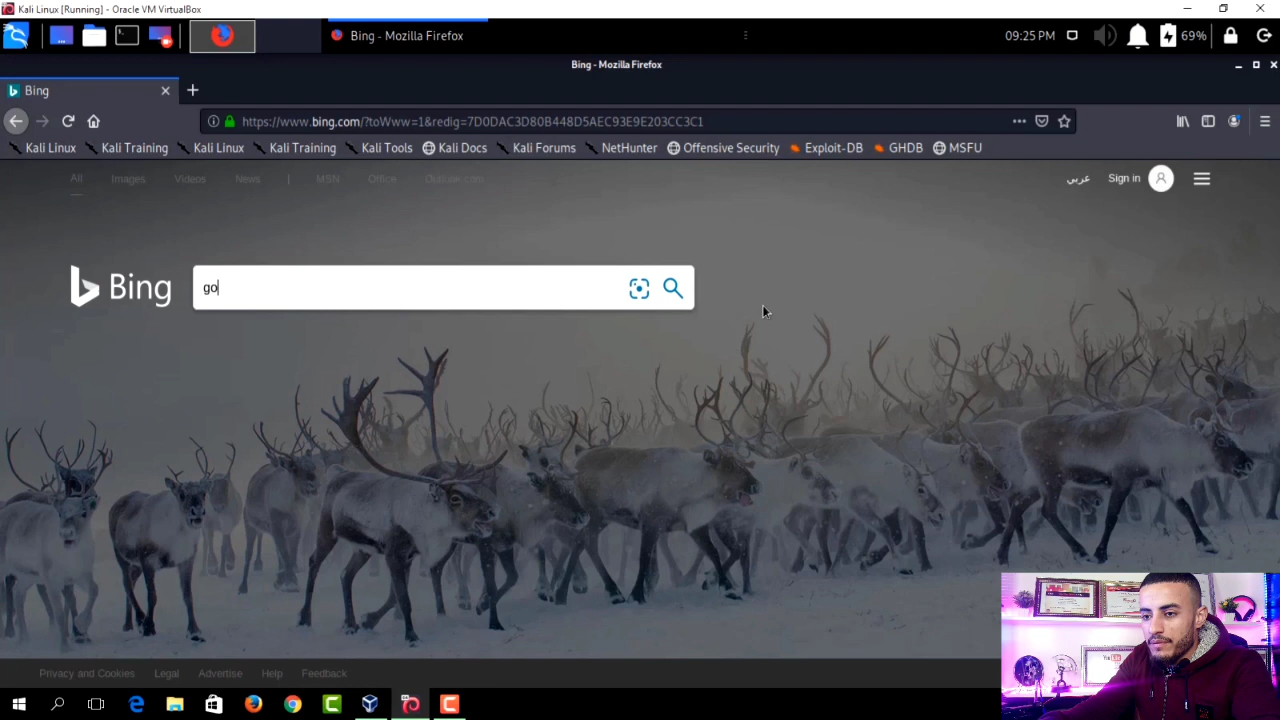 Kali Linux [Running] - Oracle VM VirtualBox
Bing - Mozilla Firefox
09:25 PM
69%
Bing - Mozilla Firefox
Bing
https://www.bing.com/?toWww=1&redig=7D0DAC3D80B448D5AEC93E9E203CC3C1
Kali Linux Kali Training Kali Linux Kali Training Kali Tools Kali Docs Kali Forums NetHunter Offensive Security Exploit-DB GHDB MSFU
All Images Videos News | MSN Office Outlook.com
عربي Sign in
Bing
go
Privacy and Cookies Legal Advertise Help Feedback